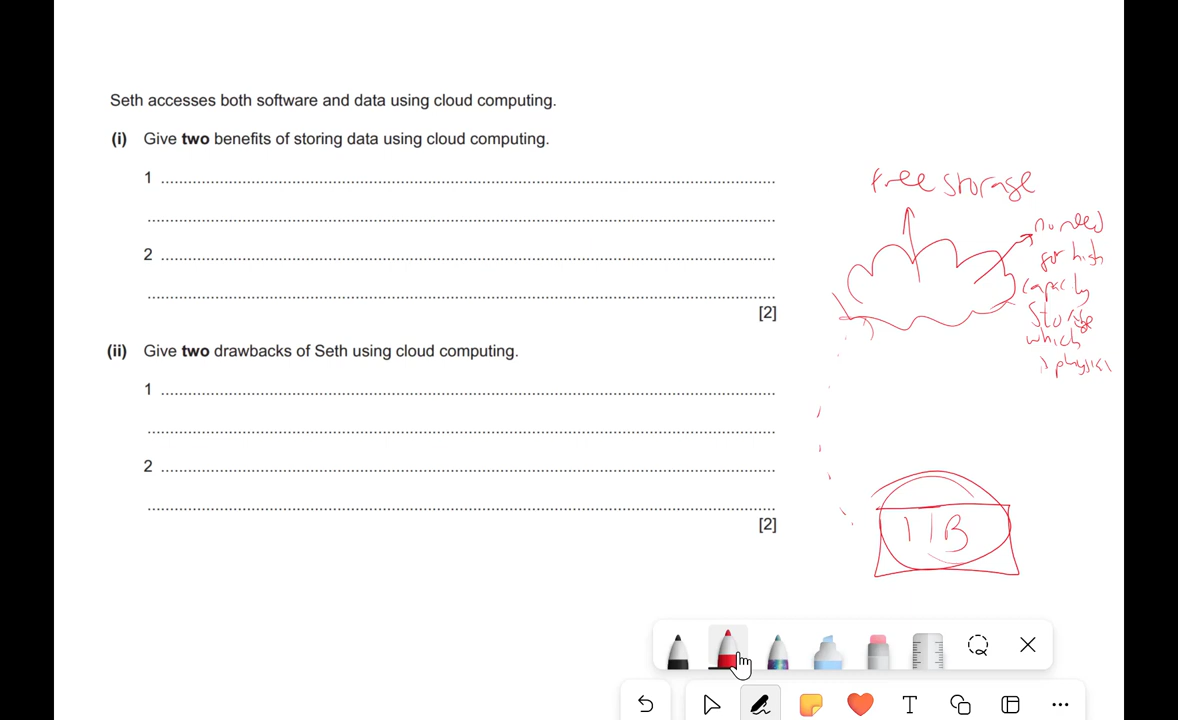 Seth accesses both software and data using cloud computing.
(i) Give two benefits of storing data using cloud computing.
1 ................................................................
................................................................
2 ................................................................
................................................................
[2]
(ii) Give two drawbacks of Seth using cloud computing.
1 ................................................................
................................................................
2 ................................................................
................................................................
[2]
free storage
no need
for high
capacity
storage
which
1TB
T